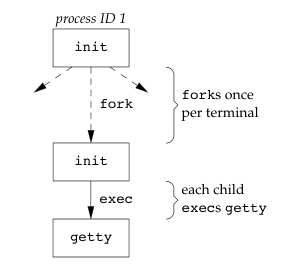 process ID 1
init
fork
forks once
per terminal
init
exec
each child
execs getty
getty